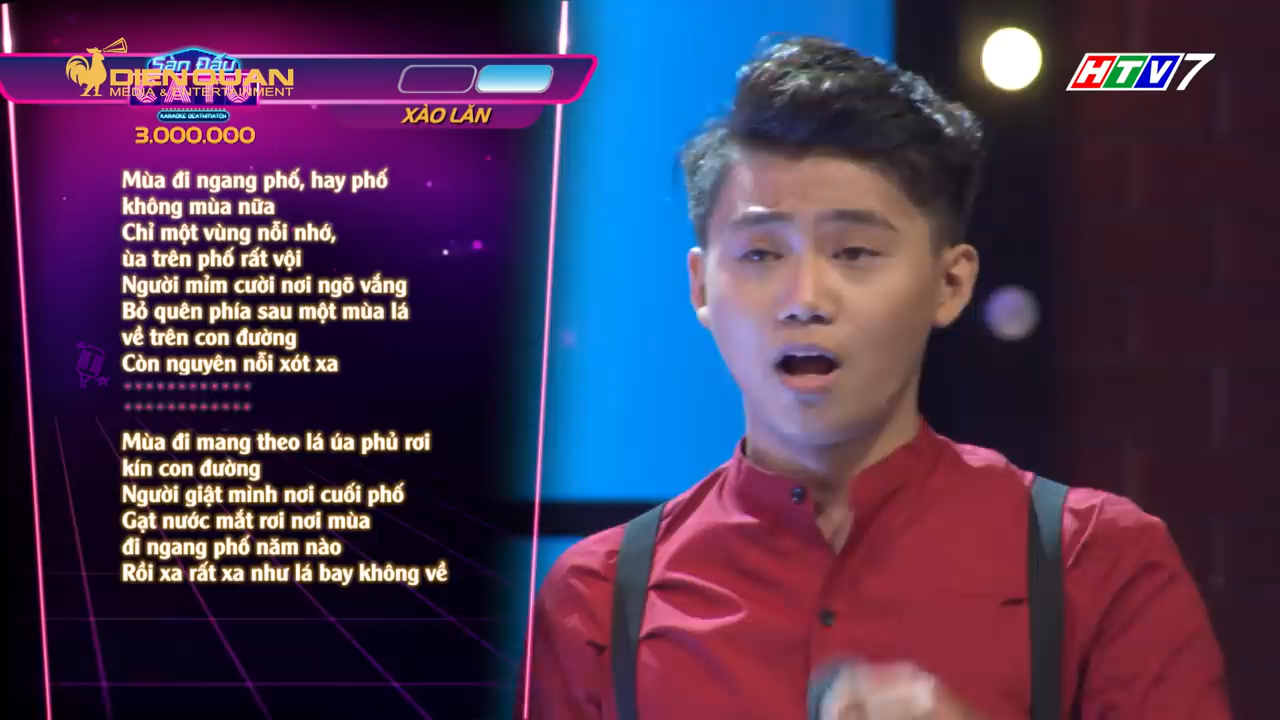 Sàn Đấu
CA TỪ
DIEN QUAN
MEDIA & ENTERTAINMENT
KARAOKE DEATHMATCH
HTV7
XÀO LĂN
3.000.000
Mùa đi ngang phố, hay phố
không mùa nữa
Chỉ một vùng nỗi nhớ,
ùa trên phố rất vội
Người mỉm cười nơi ngõ vắng
Bỏ quên phía sau một mùa lá
về trên con đường
Còn nguyên nỗi xót xa
************
************
Mùa đi mang theo lá úa phủ rơi
kín con đường
Người giật mình nơi cuối phố
Gạt nước mắt rơi nơi mùa
đi ngang phố năm nào
Rồi xa rất xa như lá bay không về